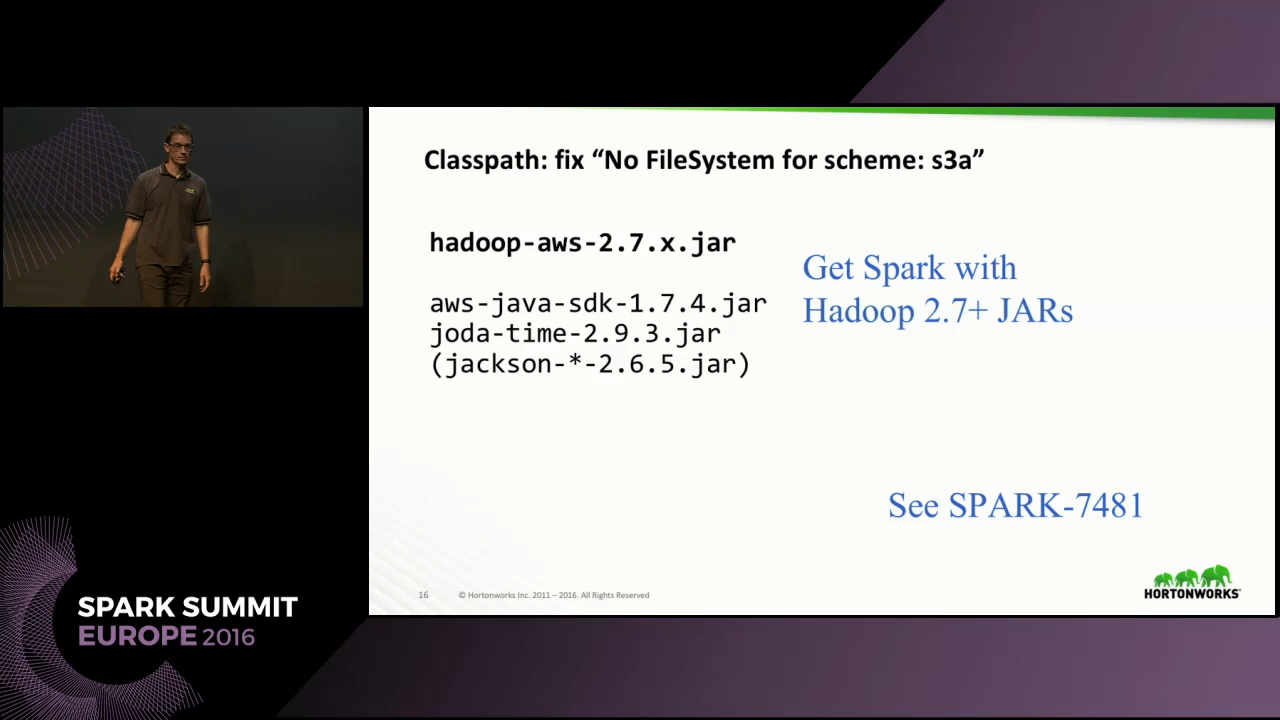 Classpath: fix “No FileSystem for scheme: s3a”
hadoop-aws-2.7.x.jar
aws-java-sdk-1.7.4.jar
joda-time-2.9.3.jar
(jackson-*-2.6.5.jar)
Get Spark with
Hadoop 2.7+ JARs
See SPARK-7481
16 © Hortonworks Inc. 2011 – 2016. All Rights Reserved
HORTONWORKS
SPARK SUMMIT
EUROPE 2016